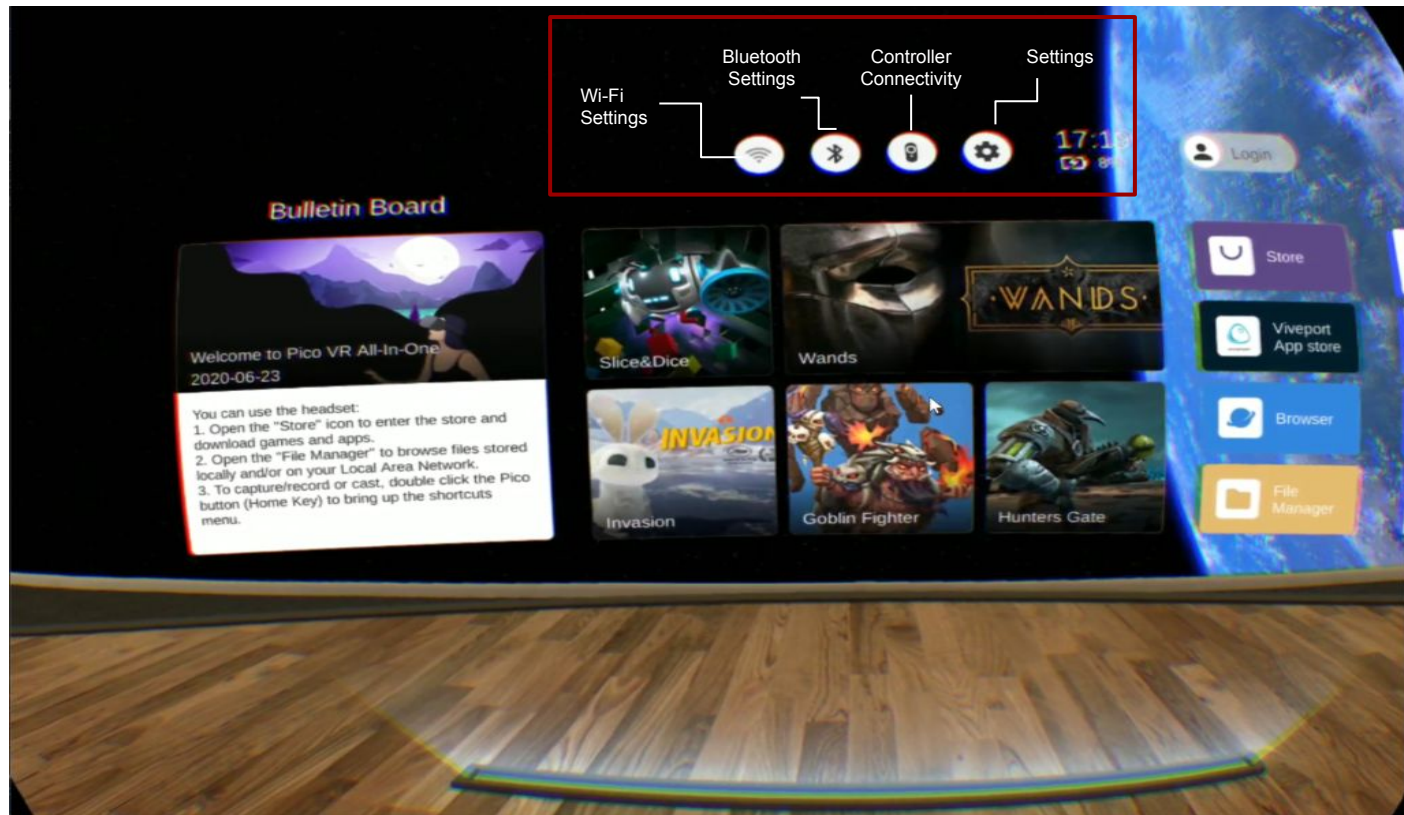 Bluetooth
Settings
Controller
Connectivity
Settings
Wi-Fi
Settings
Login
Bulletin Board
Welcome to Pico VR All-In-One
2020-06-23
You can use the headset:
1. Open the "Store" icon to enter the store and
download games and apps.
2. Open the "File Manager" to browse files stored
locally and/or on your Local Area Network.
3. To capture/record or cast, double click the Pico
button (Home Key) to bring up the shortcuts
menu.
Slice&Dice
WANDS
Wands
INVASION
Invasion
Goblin Fighter
Hunters Gate
Store
Viveport
App store
Browser
File
Manager